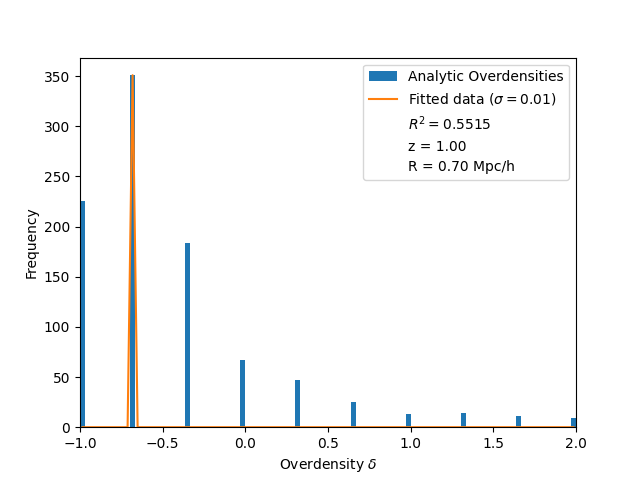 Analytic Overdensities
Fitted data (σ = 0.01)
R² = 0.5515
z = 1.00
R = 0.70 Mpc/h
350
300
250
200
150
100
50
0
Frequency
−1.0 −0.5 0.0 0.5 1.0 1.5 2.0
Overdensity δ